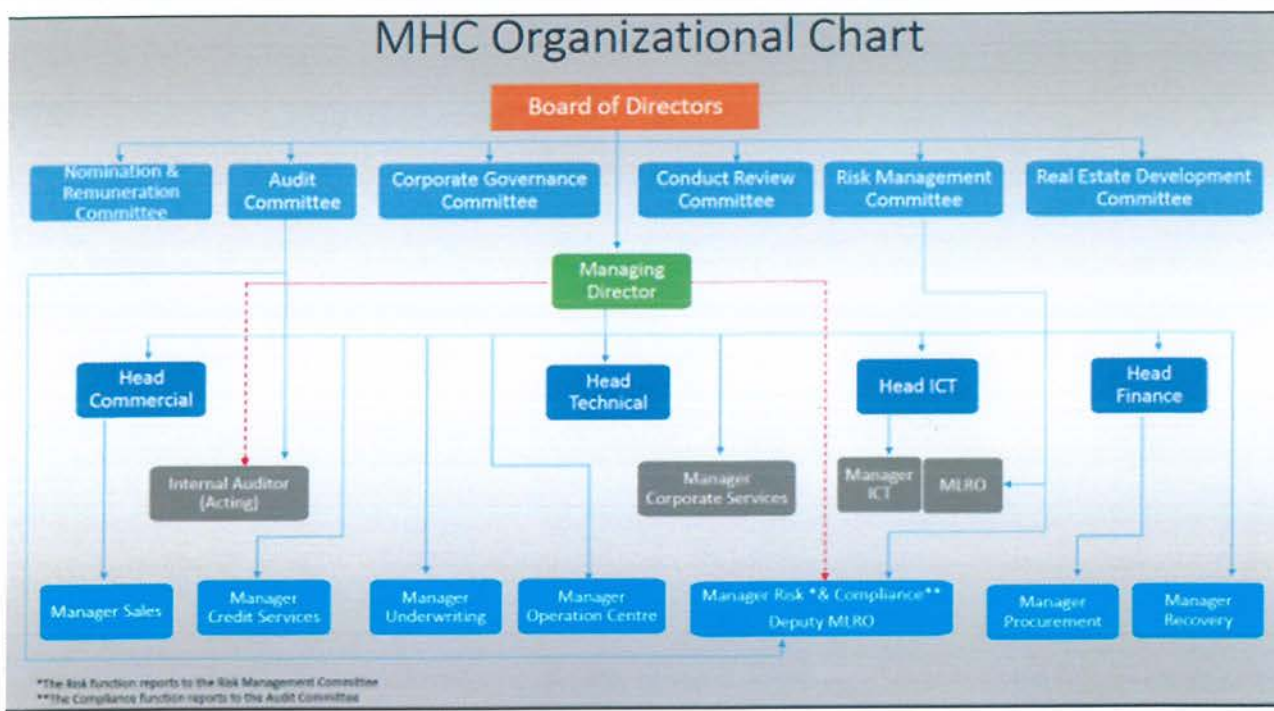 MHC Organizational Chart
Board of Directors
Nomination &
Remuneration
Committee
Audit
Committee
Corporate Governance
Committee
Conduct Review
Committee
Risk Management
Committee
Real Estate Development
Committee
Managing
Director
Head
Commercial
Head
Technical
Head ICT
Head
Finance
Internal Auditor
(Acting)
Manager
Corporate Services
Manager
ICT
MLRO
Manager Sales
Manager
Credit Services
Manager
Underwriting
Manager
Operation Centre
Manager Risk *& Compliance**
Deputy MLRO
Manager
Procurement
Manager
Recovery
*The Risk function reports to the Risk Management Committee
**The Compliance function reports to the Audit Committee